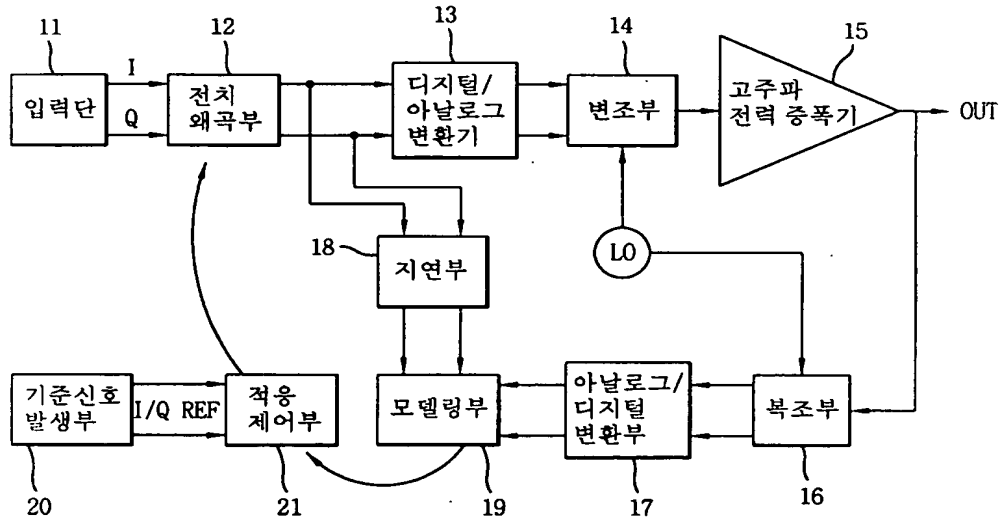 11
12
13
14
15
입력단
I
Q
전치
왜곡부
디지털/
아날로그
변환기
변조부
고주파
전력 증폭기
OUT
18
지연부
LO
기준신호
발생부
I/Q REF
적응
제어부
모델링부
아날로그/
디지털
변환부
복조부
20
21
19
17
16